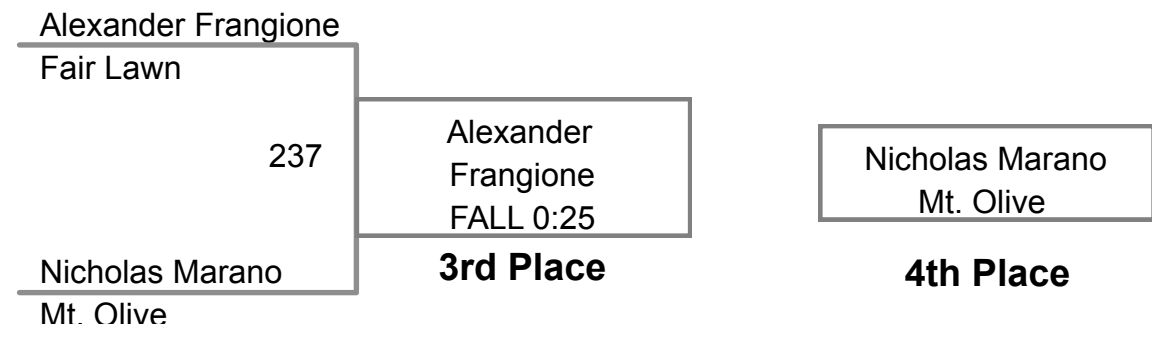 Alexander Frangione
Fair Lawn
237
Nicholas Marano
Mt. Olive
Alexander
Frangione
FALL 0:25
3rd Place
Nicholas Marano
Mt. Olive
4th Place